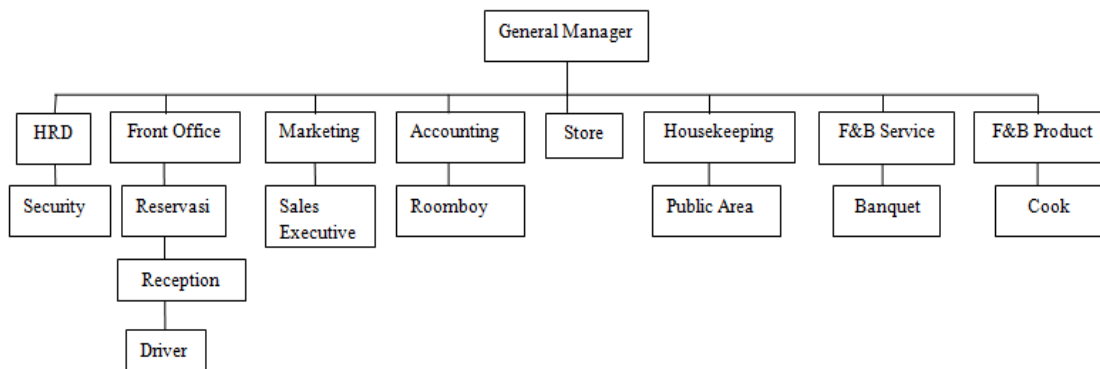 General Manager
HRD
Front Office
Marketing
Accounting
Store
Housekeeping
F&B Service
F&B Product
Security
Reservasi
Sales
Executive
Roomboy
Public Area
Banquet
Cook
Reception
Driver